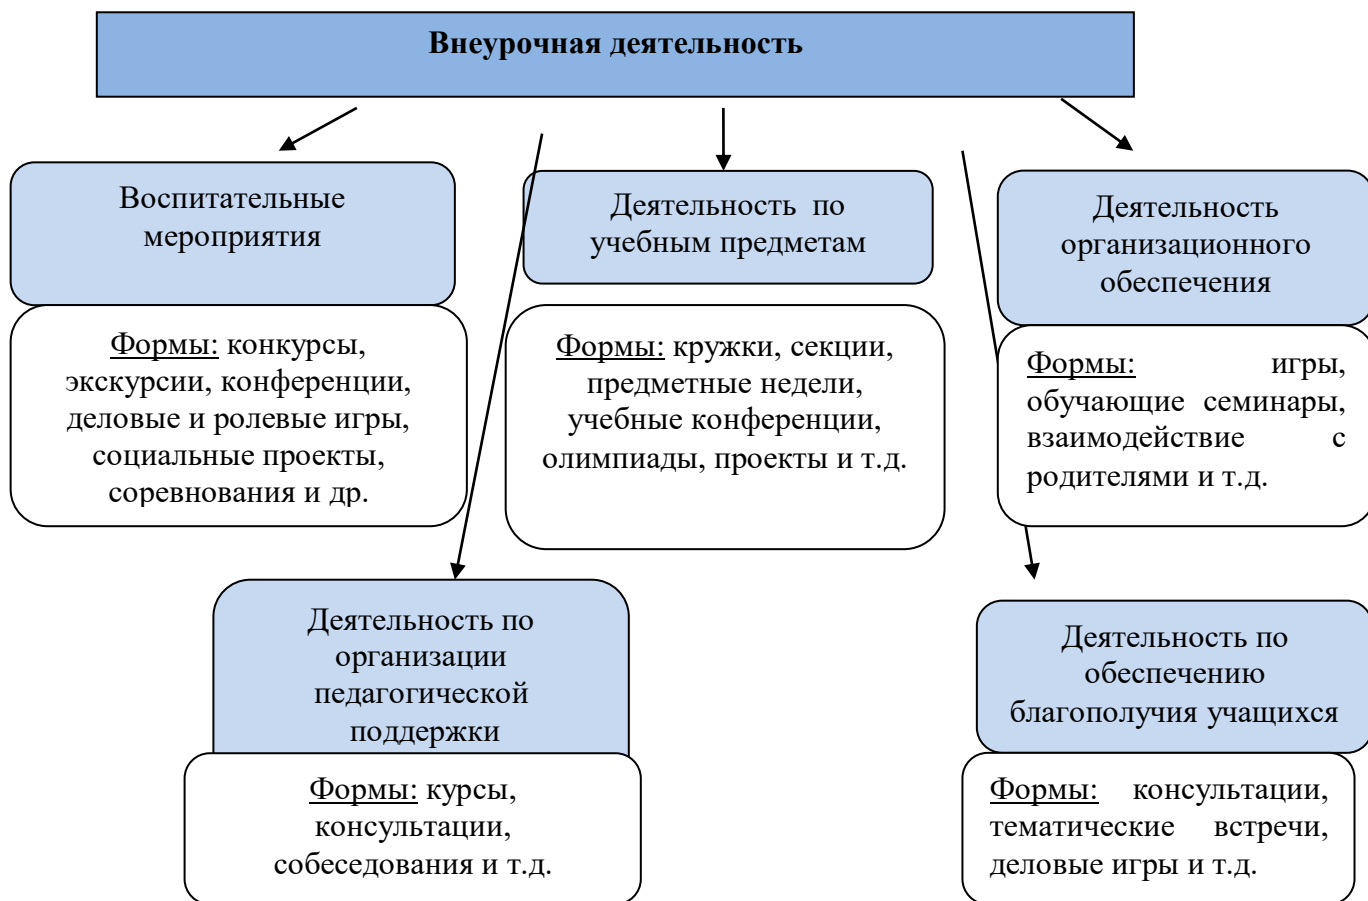 Внеурочная деятельность
Воспитательные
мероприятия
Формы: конкурсы,
экскурсии, конференции,
деловые и ролевые игры,
социальные проекты,
соревнования и др.
Деятельность по
учебным предметам
Формы: кружки, секции,
предметные недели,
учебные конференции,
олимпиады, проекты и т.д.
Деятельность
организационного
обеспечения
Формы: игры,
обучающие семинары,
взаимодействие с
родителями и т.д.
Деятельность по
организации
педагогической
поддержки
Формы: курсы,
консультации,
собеседования и т.д.
Деятельность по
обеспечению
благополучия учащихся
Формы: консультации,
тематические встречи,
деловые игры и т.д.